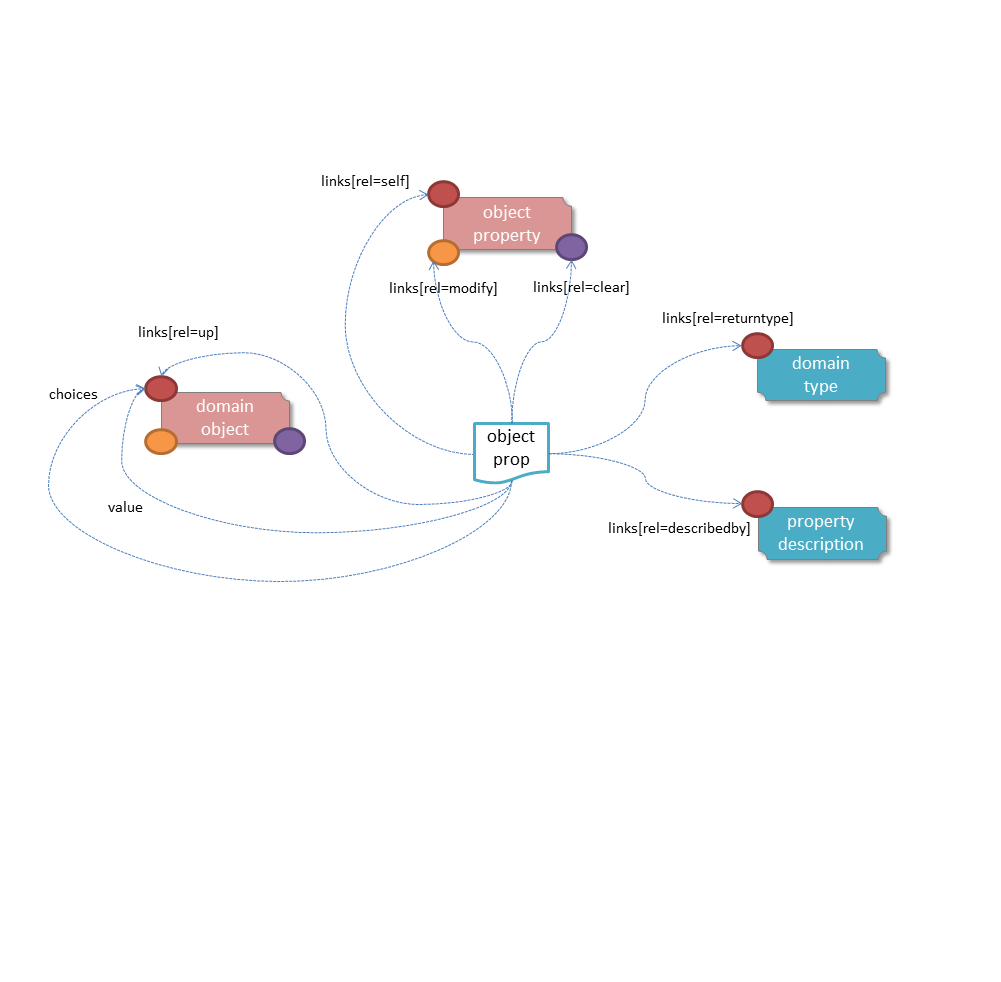 links[rel=self]
object
property
links[rel=modify]
links[rel=clear]
links[rel=returntype]
links[rel=up]
domain
type
choices
domain
object
object
prop
value
property
description
links[rel=describedby]